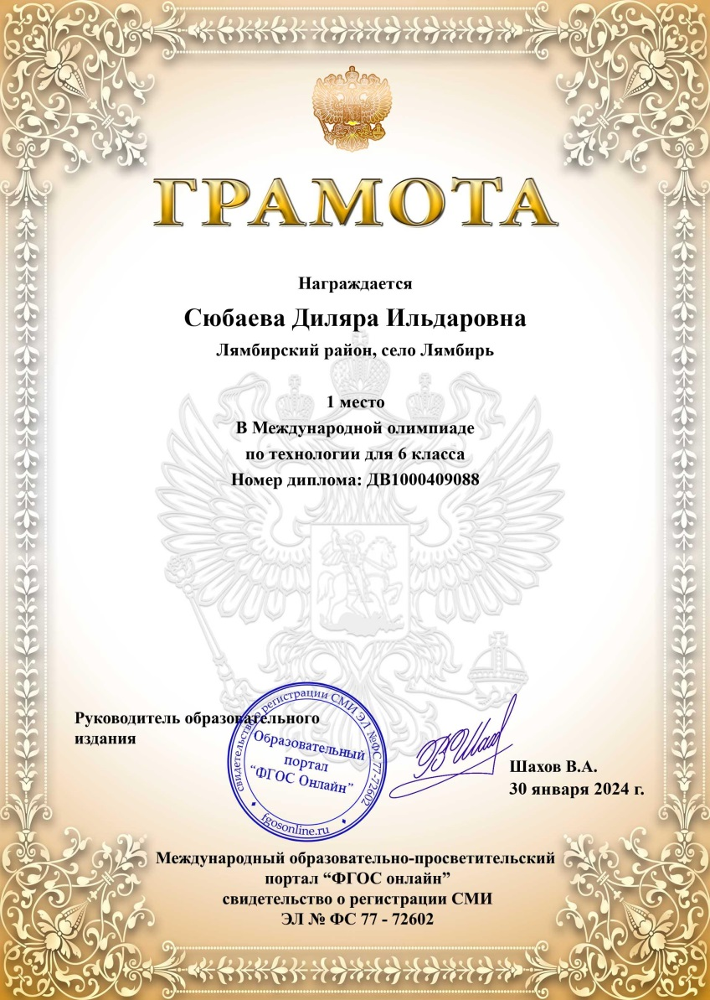 ГРАМОТА
Награждается
Сюбаева Диляра Ильдаровна
Лямбирский район, село Лямбирь
1 место
В Международной олимпиаде
по технологии для 6 класса
Номер диплома: ДВ1000409088
Руководитель образовательного
издания
свидетельство о регистрации СМИ ЭЛ №ФС 77-72602
Образовательный
портал
“ФГОС Онлайн”
fgosonline.ru
В Шах
Шахов В.А.
30 января 2024 г.
Международный образовательно-просветительский
портал “ФГОС онлайн”
свидетельство о регистрации СМИ
ЭЛ № ФС 77 - 72602